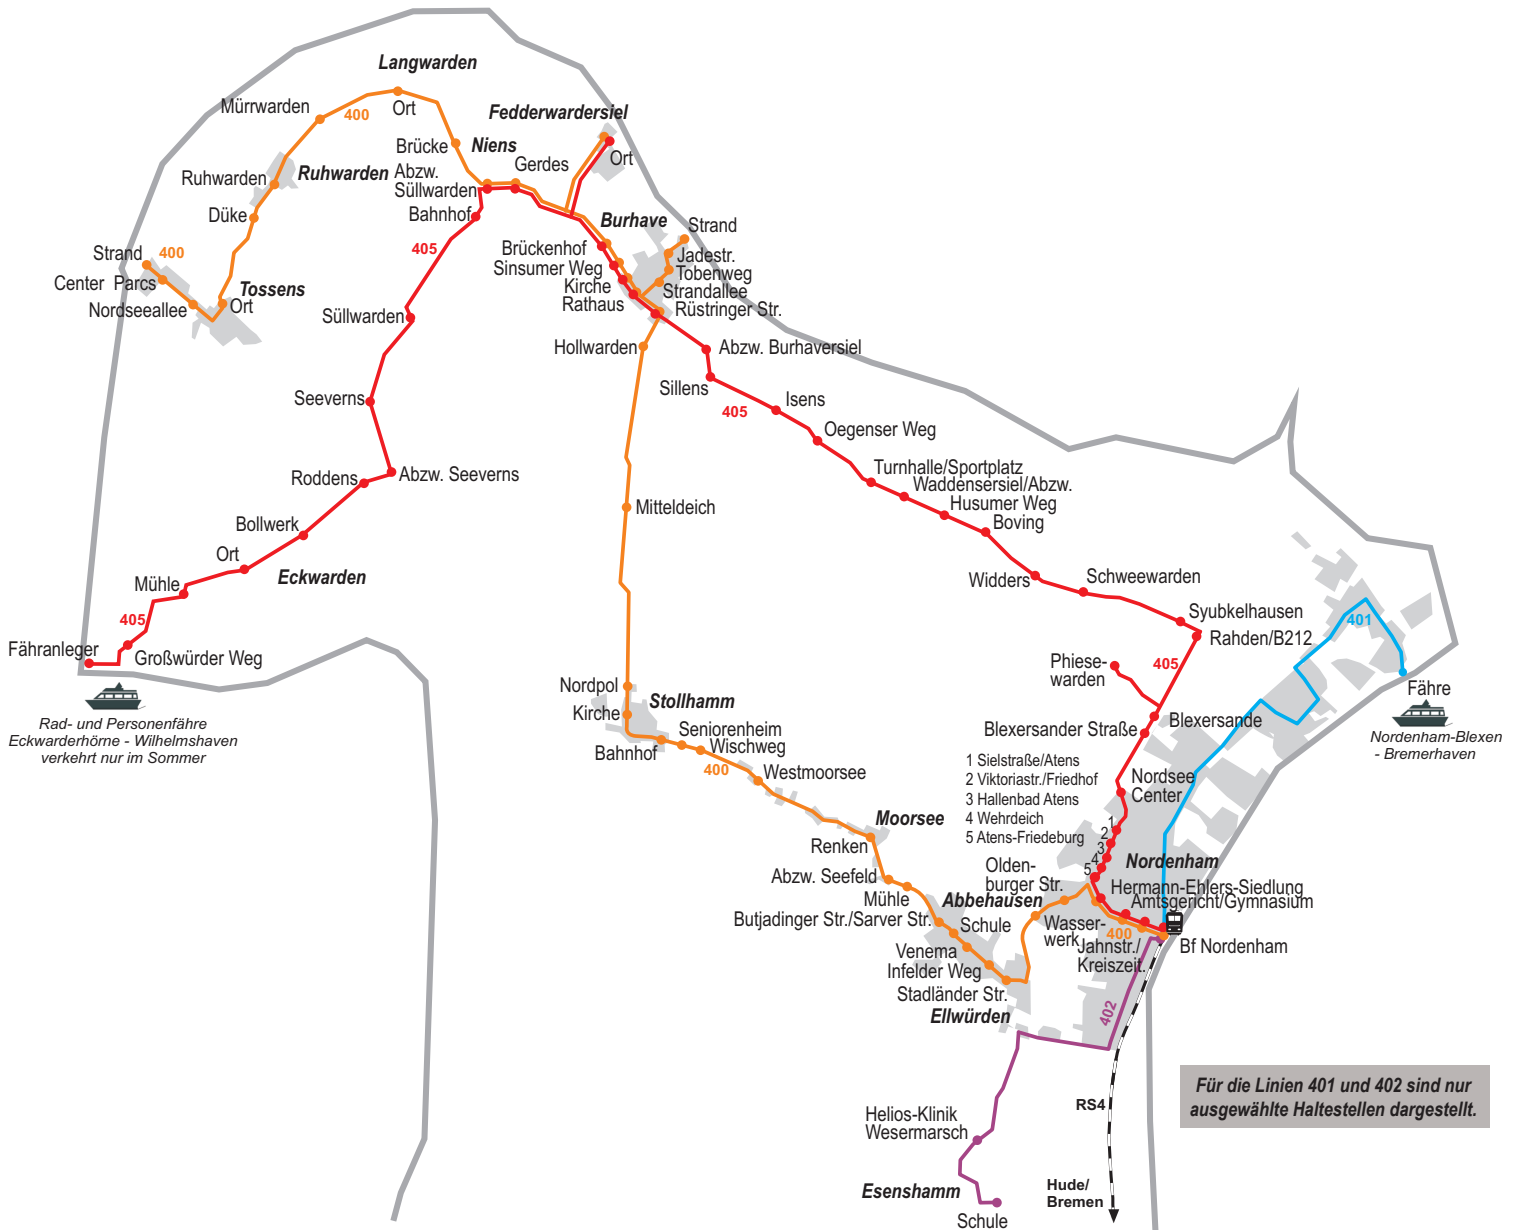 Langwarden
Mürrwarden
400
Ort
Fedderwardersiel
Brücke
Niens
Gerdes
Ort
Abzw.
Süllwarden
Ruhwarden
Ruhwarden
Bahnhof
Düke
405
Burhave
Strand
Strand
400
Brückenhof
Jadestr.
Sinsumer Weg
Tobenweg
Center Parcs
Kirche
Strandallee
Tossens
Nordseeallee
Ort
Rathaus
Rüstringer Str.
Süllwarden
Hollwarden
Abzw. Burhaversiel
Sillens
Seeverns
Isens
405
Oegenser Weg
Abzw. Seeverns
Roddens
Turnhalle/Sportplatz
Waddensersiel/Abzw.
Husumer Weg
Mitteldeich
Boving
Bollwerk
Ort
Eckwarden
Mühle
Widders
Schweewarden
405
Syubkelhausen
401
Rahden/B212
Fähranleger
Großwürder Weg
Phiese-
warden
405
Nordpol
Stollhamm
Fähre
Kirche
Rad- und Personenfähre
Eckwarderhörne - Wilhelmshaven
verkehrt nur im Sommer
Seniorenheim
Wischweg
Bahnhof
Blexersander Straße
Blexersande
Nordenham-Blexen
- Bremerhaven
400
Westmoorsee
1 Sielstraße/Atens
2 Viktoriastr./Friedhof
3 Hallenbad Atens
4 Wehrdeich
5 Atens-Friedeburg
Nordsee
Center
1
2
3
4
5
Moorsee
Renken
Nordenham
Abzw. Seefeld
Olden-
burger Str.
Hermann-Ehlers-Siedlung
Mühle
Abbehausen
Amtsgericht/Gymnasium
Butjadinger Str./Sarver Str.
Schule
Wasser-
werk
400
Jahnstr./
Kreiszeit.
Bf Nordenham
Venema
Infelder Weg
Stadländer Str.
Ellwürden
402
Für die Linien 401 und 402 sind nur
ausgewählte Haltestellen dargestellt.
RS4
Helios-Klinik
Wesermarsch
Esenshamm
Hude/
Bremen
Schule